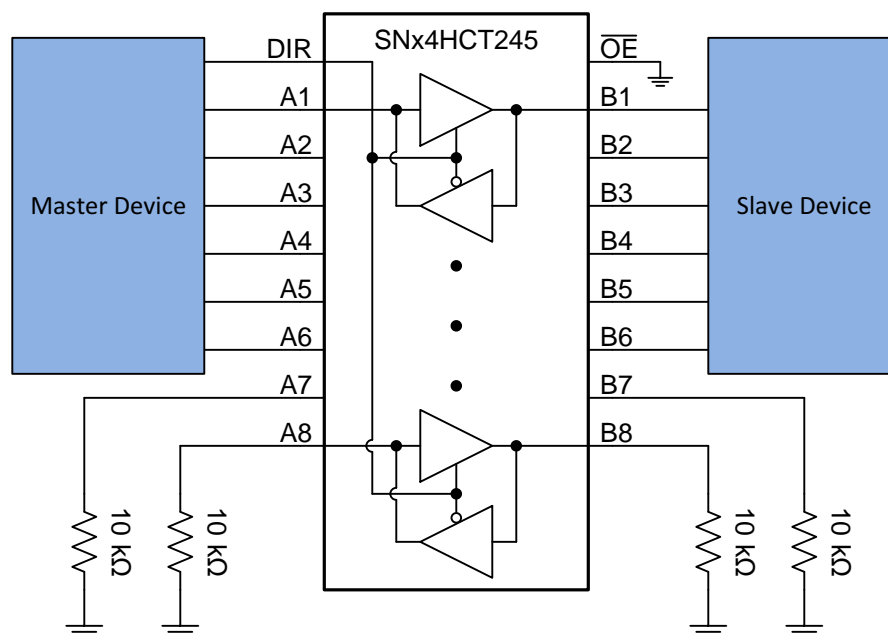 SNx4HCT245
DIR
O̅E̅
A1
B1
A2
B2
Master Device
A3
B3
Slave Device
A4
B4
A5
B5
A6
B6
A7
B7
A8
B8
10 kΩ
10 kΩ
10 kΩ
10 kΩ